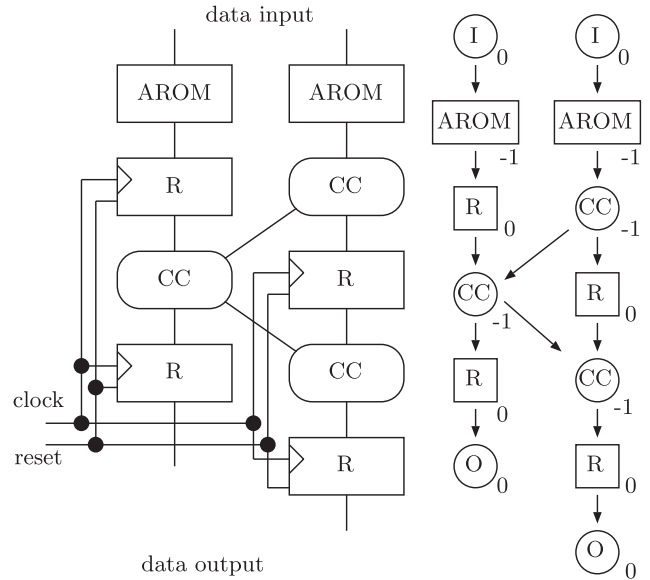 data input
I
0
I
0
AROM
AROM
AROM
-1
AROM
-1
R
CC
R
0
CC
-1
CC
R
CC
-1
R
0
R
CC
R
0
CC
-1
clock
reset
R
O
0
R
0
data output
O
0